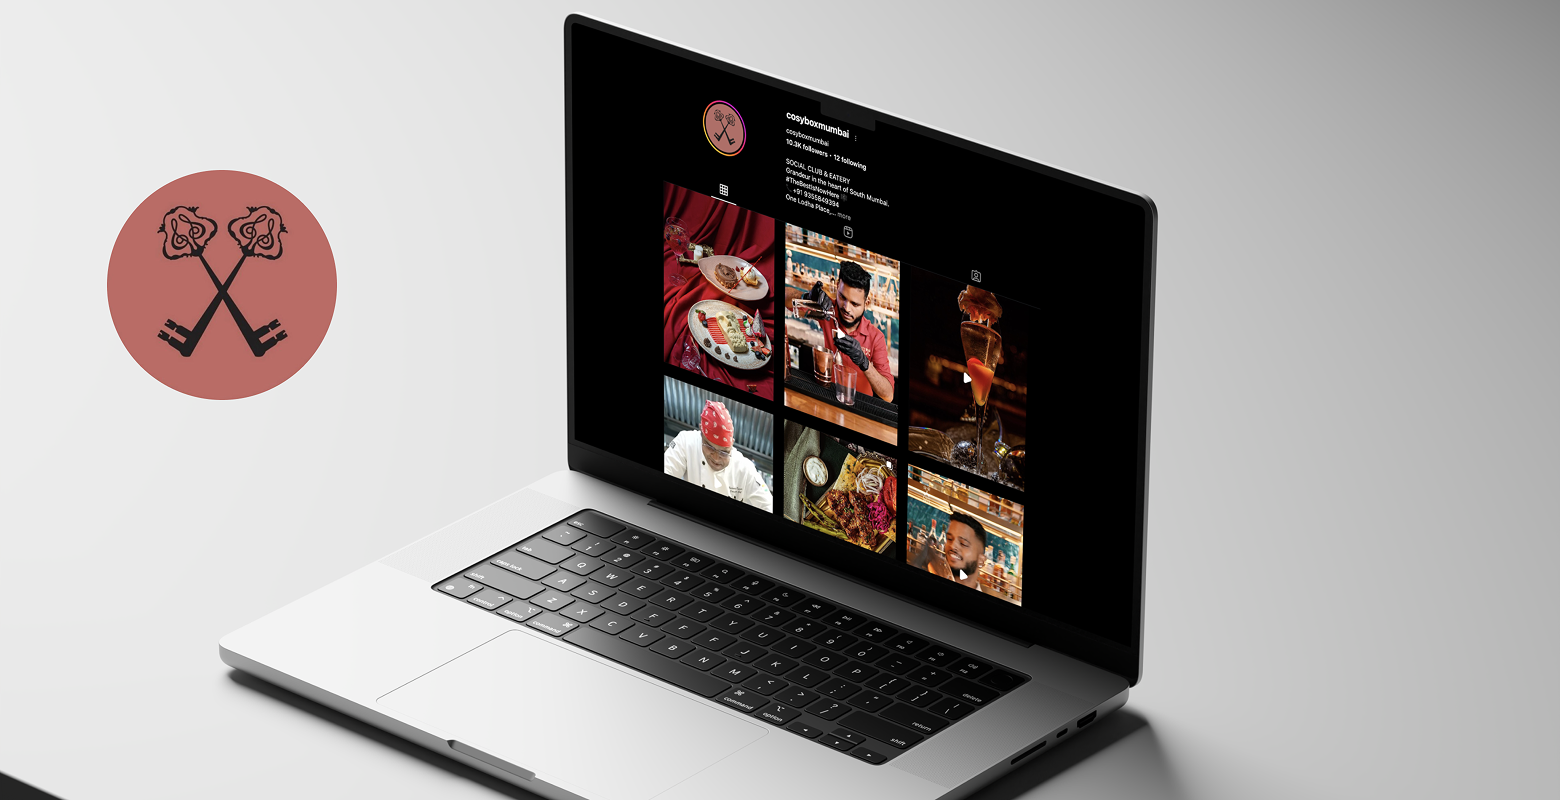 cosyboxmumbai
cosyboxmumbai
10.3K followers • 12 following
SOCIAL CLUB & EATERY
Grandeur in the heart of South Mumbai.
#TheBestIsNowHere
+91 9355849394
One Lodha Place,... more
esc
~ ! @ # $ % ^ & * ( ) _ +
tab Q W E R T Y U I O P { [ } ] delete
caps lock A S D F F J K L : ; " ' return
shift Z X C V B N M < , > . ? / shift
fn control option command command option